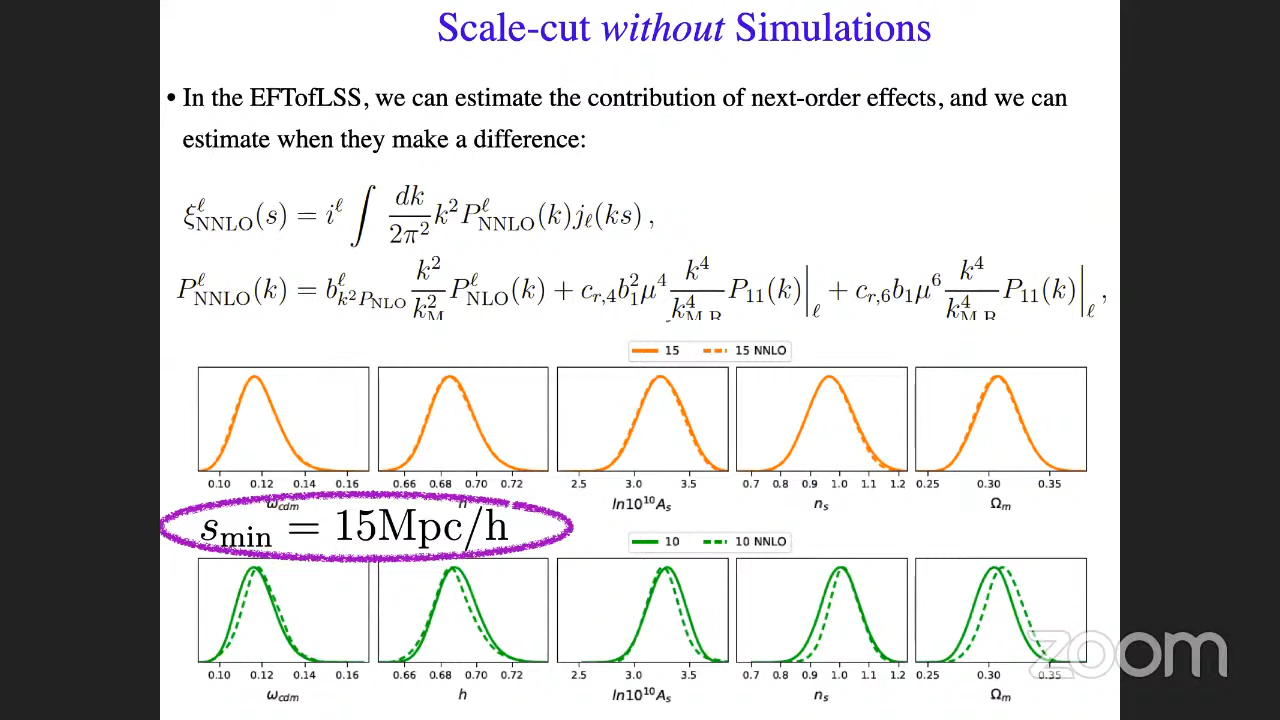 Scale-cut without Simulations
• In the EFTofLSS, we can estimate the contribution of next-order effects, and we can
estimate when they make a difference:
ξ^ℓ_NNLO(s) = i^ℓ ∫ dk/2π² k² P^ℓ_NNLO(k) j_ℓ(ks) ,
P^ℓ_NNLO(k) = b^ℓ_{k²P_NLO} k²/k²_M P^ℓ_NLO(k) + c_{r,4} b₁² μ⁴ k⁴/k⁴_{M,R} P₁₁(k)|_ℓ + c_{r,6} b₁ μ⁶ k⁴/k⁴_{M,R} P₁₁(k)|_ℓ ,
15 15 NNLO
0.10 0.12 0.14 0.16 0.66 0.68 0.70 0.72 2.5 3.0 3.5 0.7 0.8 0.9 1.0 1.1 1.2 0.25 0.30 0.35
ω_cdm h ln10¹⁰A_s n_s Ω_m
s_min = 15Mpc/h
10 10 NNLO
0.10 0.12 0.14 0.16 0.66 0.68 0.70 0.72 2.5 3.0 3.5 0.7 0.8 0.9 1.0 1.1 1.2 0.25 0.30 0.35
ω_cdm h ln10¹⁰A_s n_s Ω_m
zoom